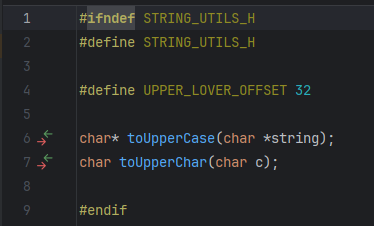 1 #ifndef STRING_UTILS_H
2 #define STRING_UTILS_H
3
4 #define UPPER_LOVER_OFFSET 32
5
6 char* toUpperCase(char *string);
7 char toUpperChar(char c);
8
9 #endif